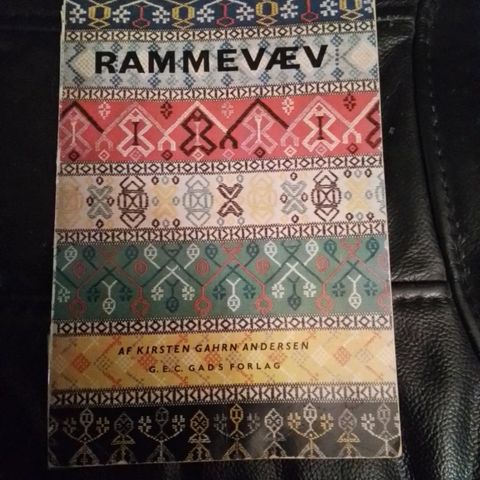 RAMMEVÆV
AF KIRSTEN GAHRN ANDERSEN
G.E.C. GADS FORLAG